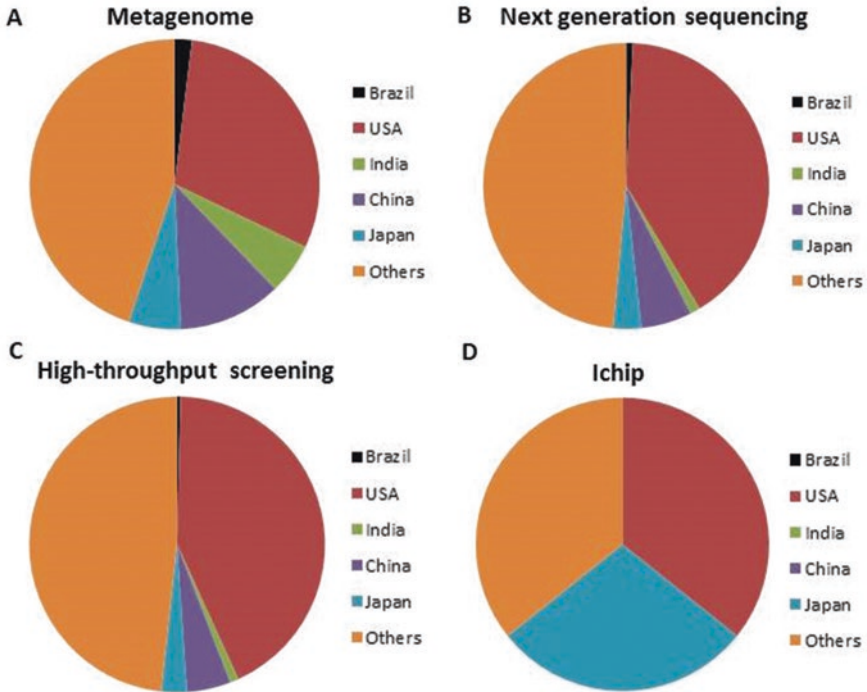 A
Metagenome
Brazil
USA
India
China
Japan
Others
B
Next generation sequencing
Brazil
USA
India
China
Japan
Others
C
High-throughput screening
Brazil
USA
India
China
Japan
Others
D
Ichip
Brazil
USA
India
China
Japan
Others